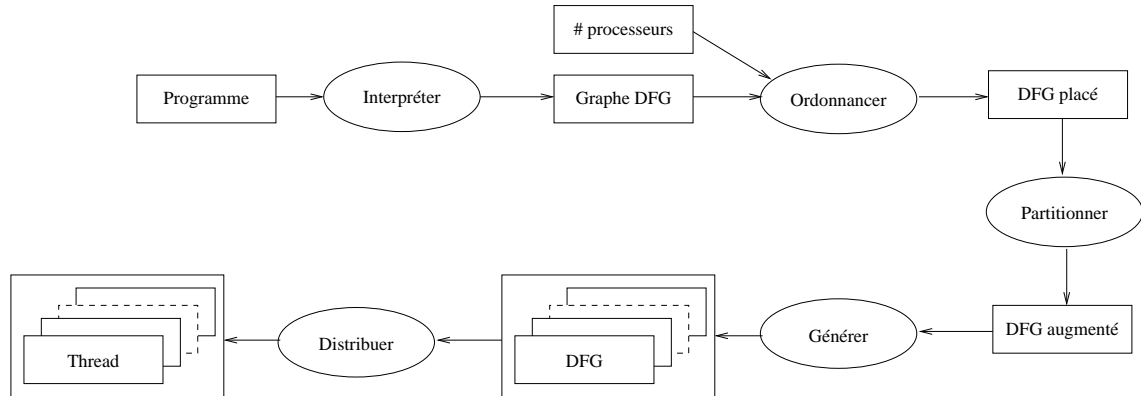 # processeurs
Programme
Interpréter
Graphe DFG
Ordonnancer
DFG placé
Partitionner
DFG augmenté
Générer
DFG
Distribuer
Thread